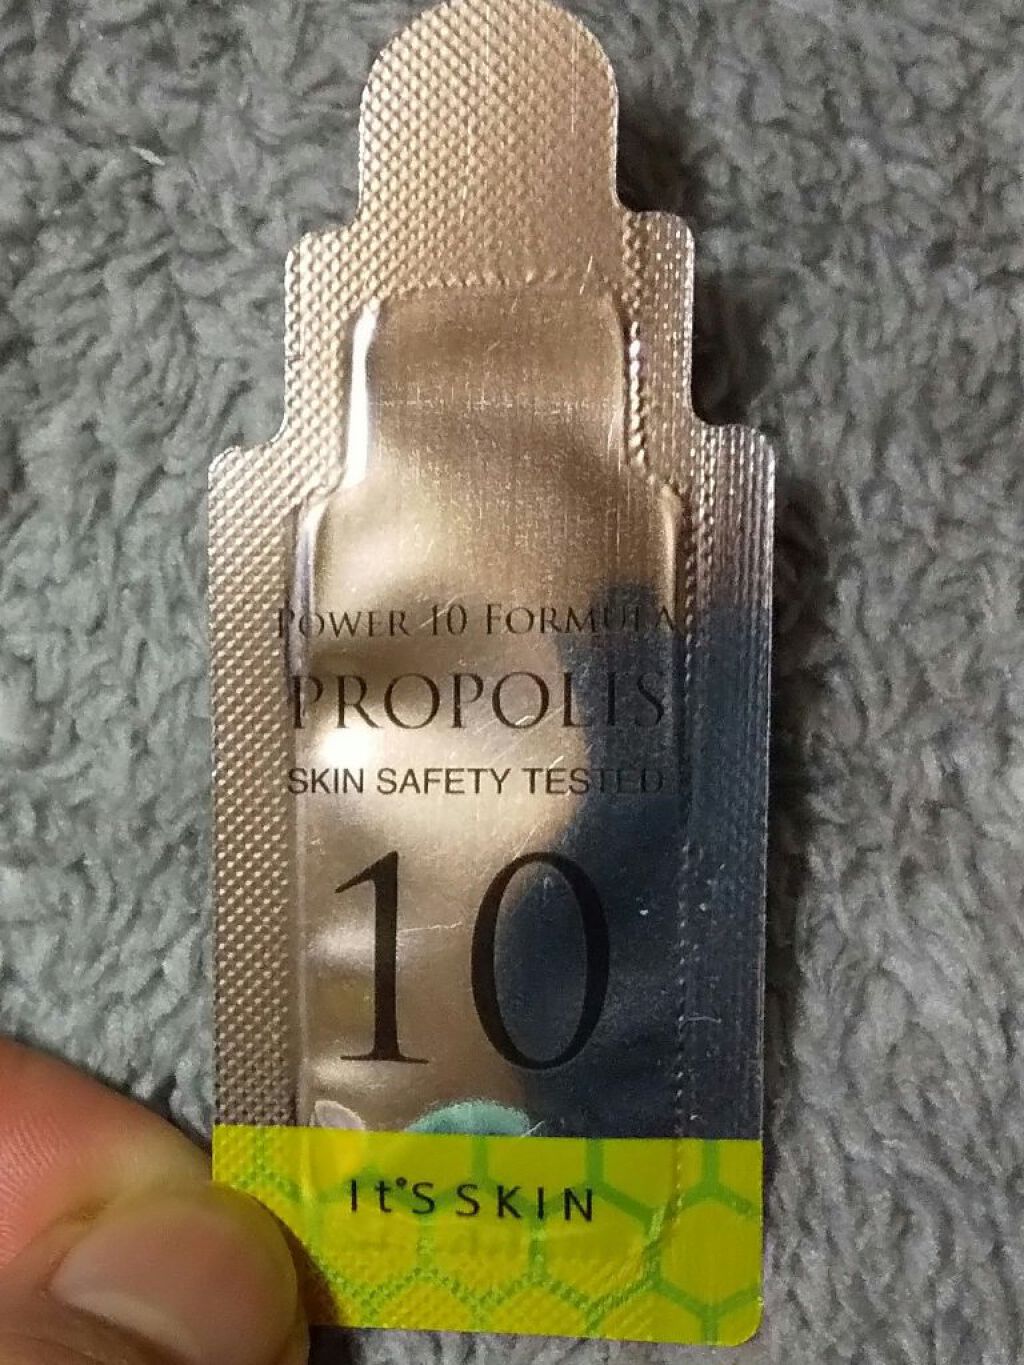 POWER 10 FORMULA
PROPOLIS
SKIN SAFETY TESTED
10
It'S SKIN